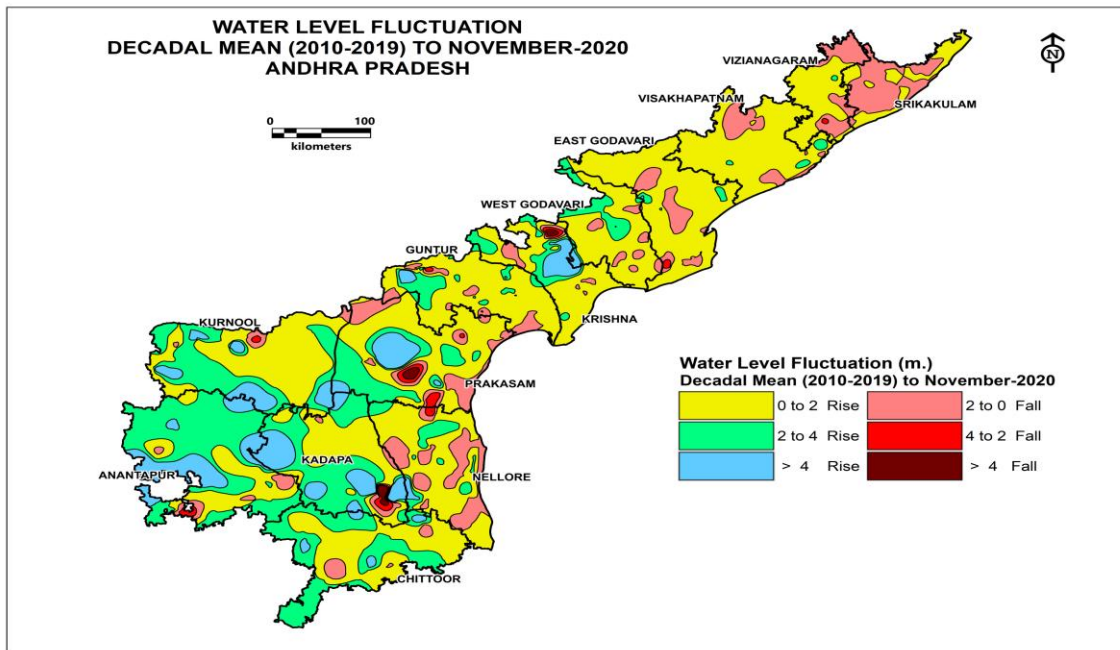 WATER LEVEL FLUCTUATION
DECADAL MEAN (2010-2019) TO NOVEMBER-2020
ANDHRA PRADESH
N
0 100
kilometers
VIZIANAGARAM
VISAKHAPATNAM
SRIKAKULAM
EAST GODAVARI
WEST GODAVARI
GUNTUR
KRISHNA
KURNOOL
PRAKASAM
KADAPA
ANANTAPUR
NELLORE
CHITTOOR
Water Level Fluctuation (m.)
Decadal Mean (2010-2019) to November-2020
0 to 2 Rise 2 to 0 Fall
2 to 4 Rise 4 to 2 Fall
> 4 Rise > 4 Fall